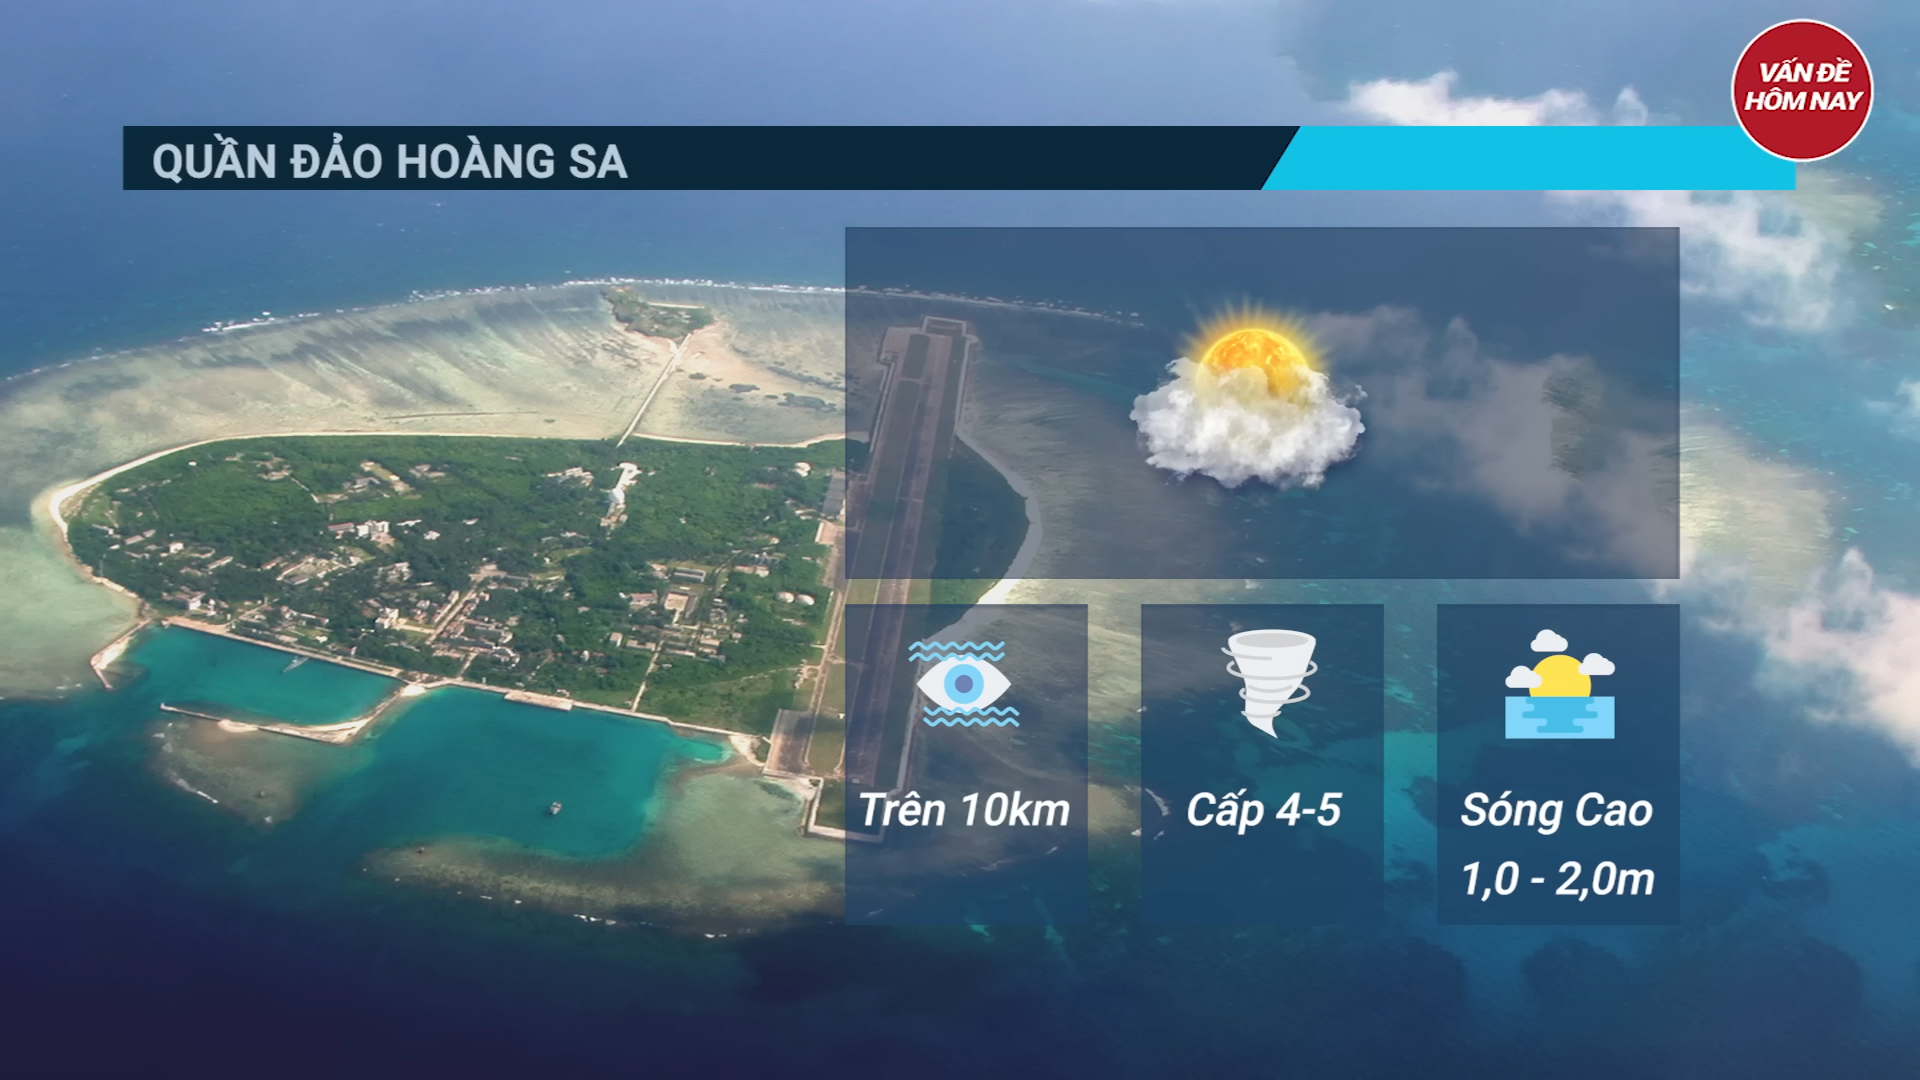 VẤN ĐỀ
HÔM NAY
QUẦN ĐẢO HOÀNG SA
Trên 10km
Cấp 4-5
Sóng Cao
1,0 - 2,0m